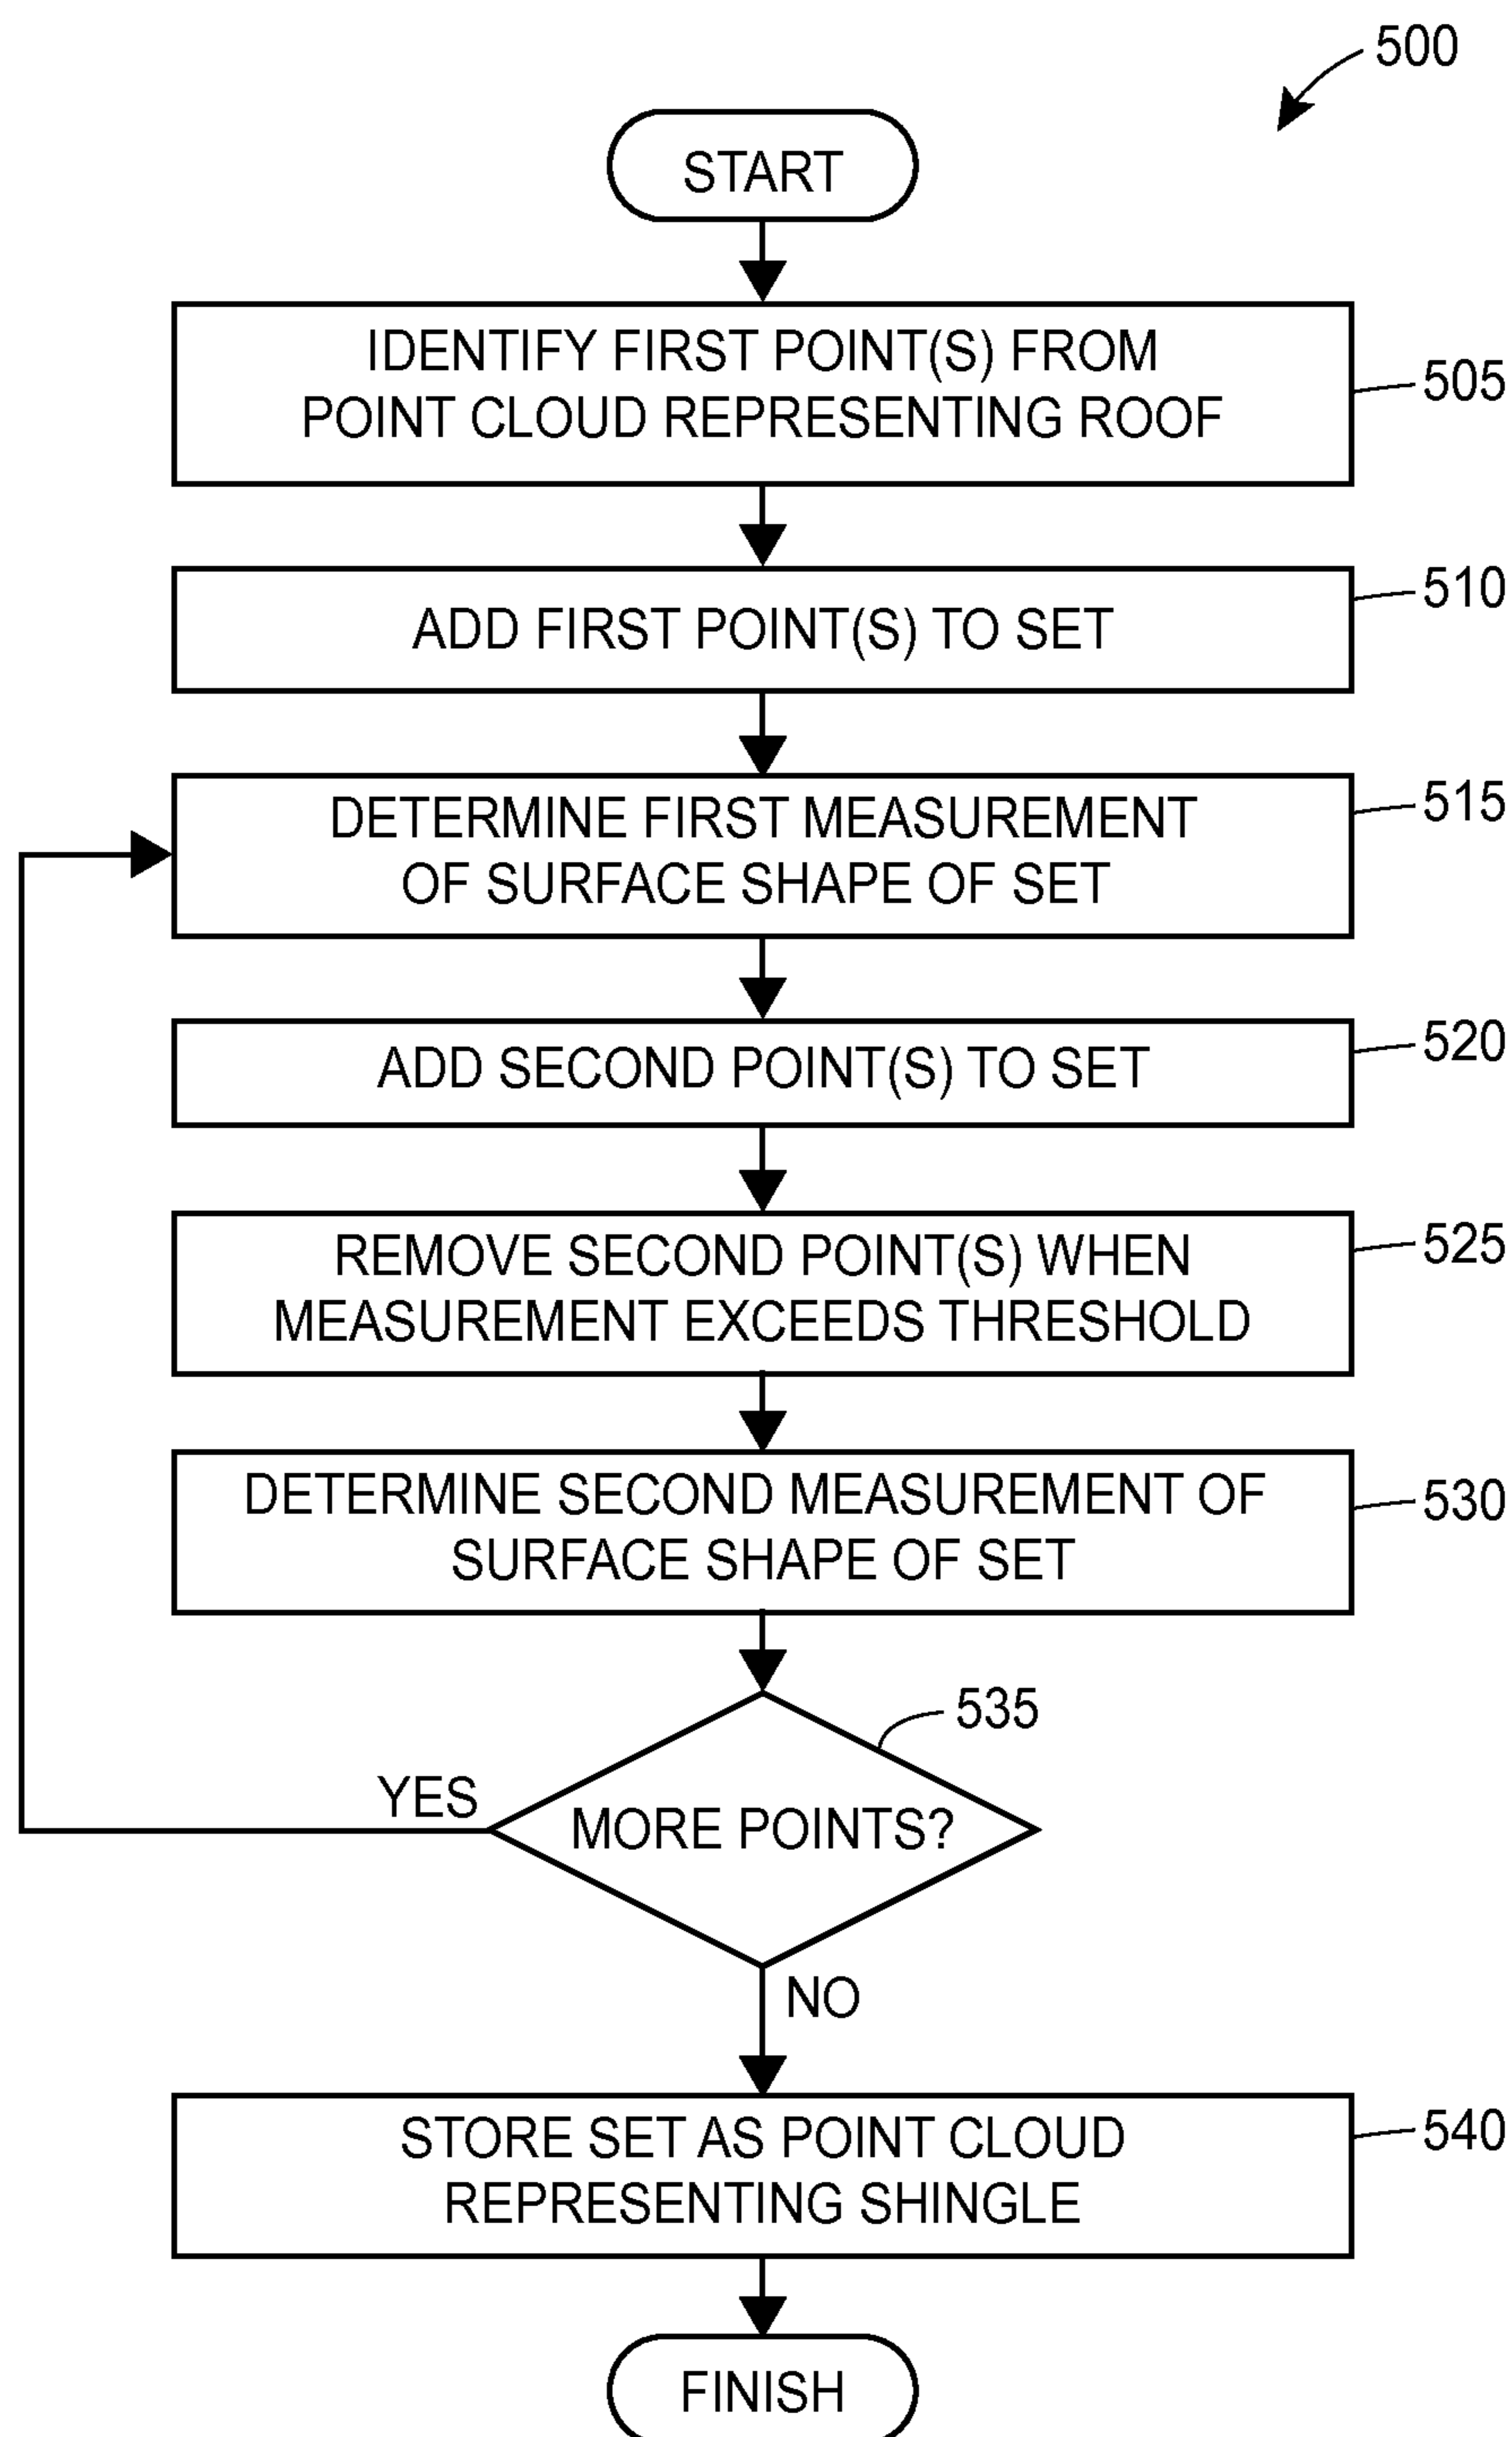 500
START
IDENTIFY FIRST POINT(S) FROM
POINT CLOUD REPRESENTING ROOF
505
ADD FIRST POINT(S) TO SET
510
DETERMINE FIRST MEASUREMENT
OF SURFACE SHAPE OF SET
515
ADD SECOND POINT(S) TO SET
520
REMOVE SECOND POINT(S) WHEN
MEASUREMENT EXCEEDS THRESHOLD
525
DETERMINE SECOND MEASUREMENT OF
SURFACE SHAPE OF SET
530
535
YES
MORE POINTS?
NO
STORE SET AS POINT CLOUD
REPRESENTING SHINGLE
540
FINISH